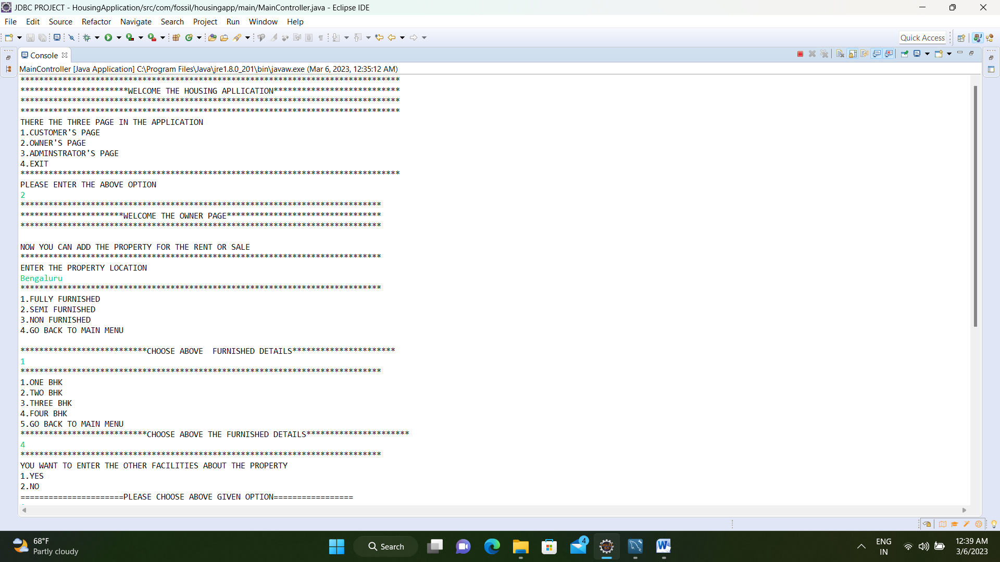 JDBC PROJECT - HousingApplication/src/com/fossil/housingapp/main/MainController.java - Eclipse IDE
File Edit Source Refactor Navigate Search Project Run Window Help
Quick Access
Console
MainController [Java Application] C:\Program Files\Java\jre1.8.0_201\bin\javaw.exe (Mar 6, 2023, 12:35:12 AM)
*********************************************************************************
***********************WELCOME THE HOUSING APLLICATION***************************
*********************************************************************************
*********************************************************************************
THERE THE THREE PAGE IN THE APPLICATION
1.CUSTOMER'S PAGE
2.OWNER'S PAGE
3.ADMINSTRATOR'S PAGE
4.EXIT
*********************************************************************************
PLEASE ENTER THE ABOVE OPTION
2
*****************************************************************************
**********************WELCOME THE OWNER PAGE*********************************
*****************************************************************************
NOW YOU CAN ADD THE PROPERTY FOR THE RENT OR SALE
*****************************************************************************
ENTER THE PROPERTY LOCATION
Bengaluru
*****************************************************************************
1.FULLY FURNISHED
2.SEMI FURNISHED
3.NON FURNISHED
4.GO BACK TO MAIN MENU
***************************CHOOSE ABOVE  FURNISHED DETAILS**********************
1
*****************************************************************************
1.ONE BHK
2.TWO BHK
3.THREE BHK
4.FOUR BHK
5.GO BACK TO MAIN MENU
***************************CHOOSE ABOVE THE FURNISHED DETAILS**********************
4
*****************************************************************************
YOU WANT TO ENTER THE OTHER FACILITIES ABOUT THE PROPERTY
1.YES
2.NO
======================PLEASE CHOOSE ABOVE GIVEN OPTION=================
68°F
Partly cloudy
Search
4
ENG
IN
12:39 AM
3/6/2023